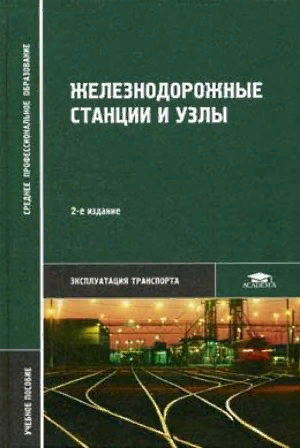 ЖЕЛЕЗНОДОРОЖНЫЕ
СТАНЦИИ И УЗЛЫ
2-е издание
ЭКСПЛУАТАЦИЯ ТРАНСПОРТА
ACADEMA
СРЕДНЕЕ ПРОФЕССИОНАЛЬНОЕ ОБРАЗОВАНИЕ
УЧЕБНОЕ ПОСОБИЕ